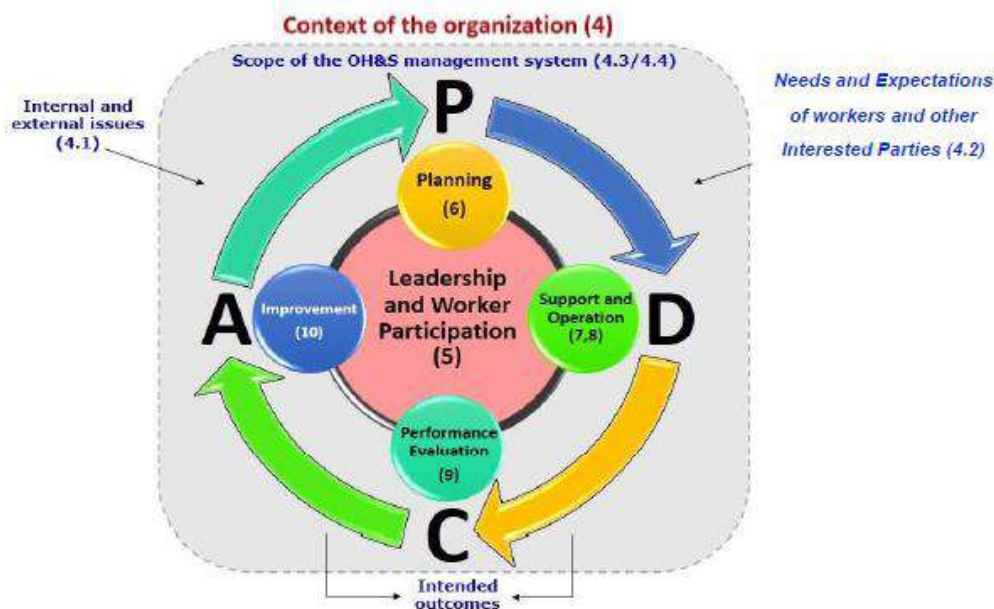 Context of the organization (4)
Scope of the OH&S management system (4.3/4.4)
Internal and
external issues
(4.1)
Needs and Expectations
of workers and other
Interested Parties (4.2)
P
Planning
(6)
Leadership
and Worker
Participation
(5)
A
Improvement
(10)
Support and
Operation
(7,8)
D
Performance
Evaluation
(9)
C
Intended
outcomes